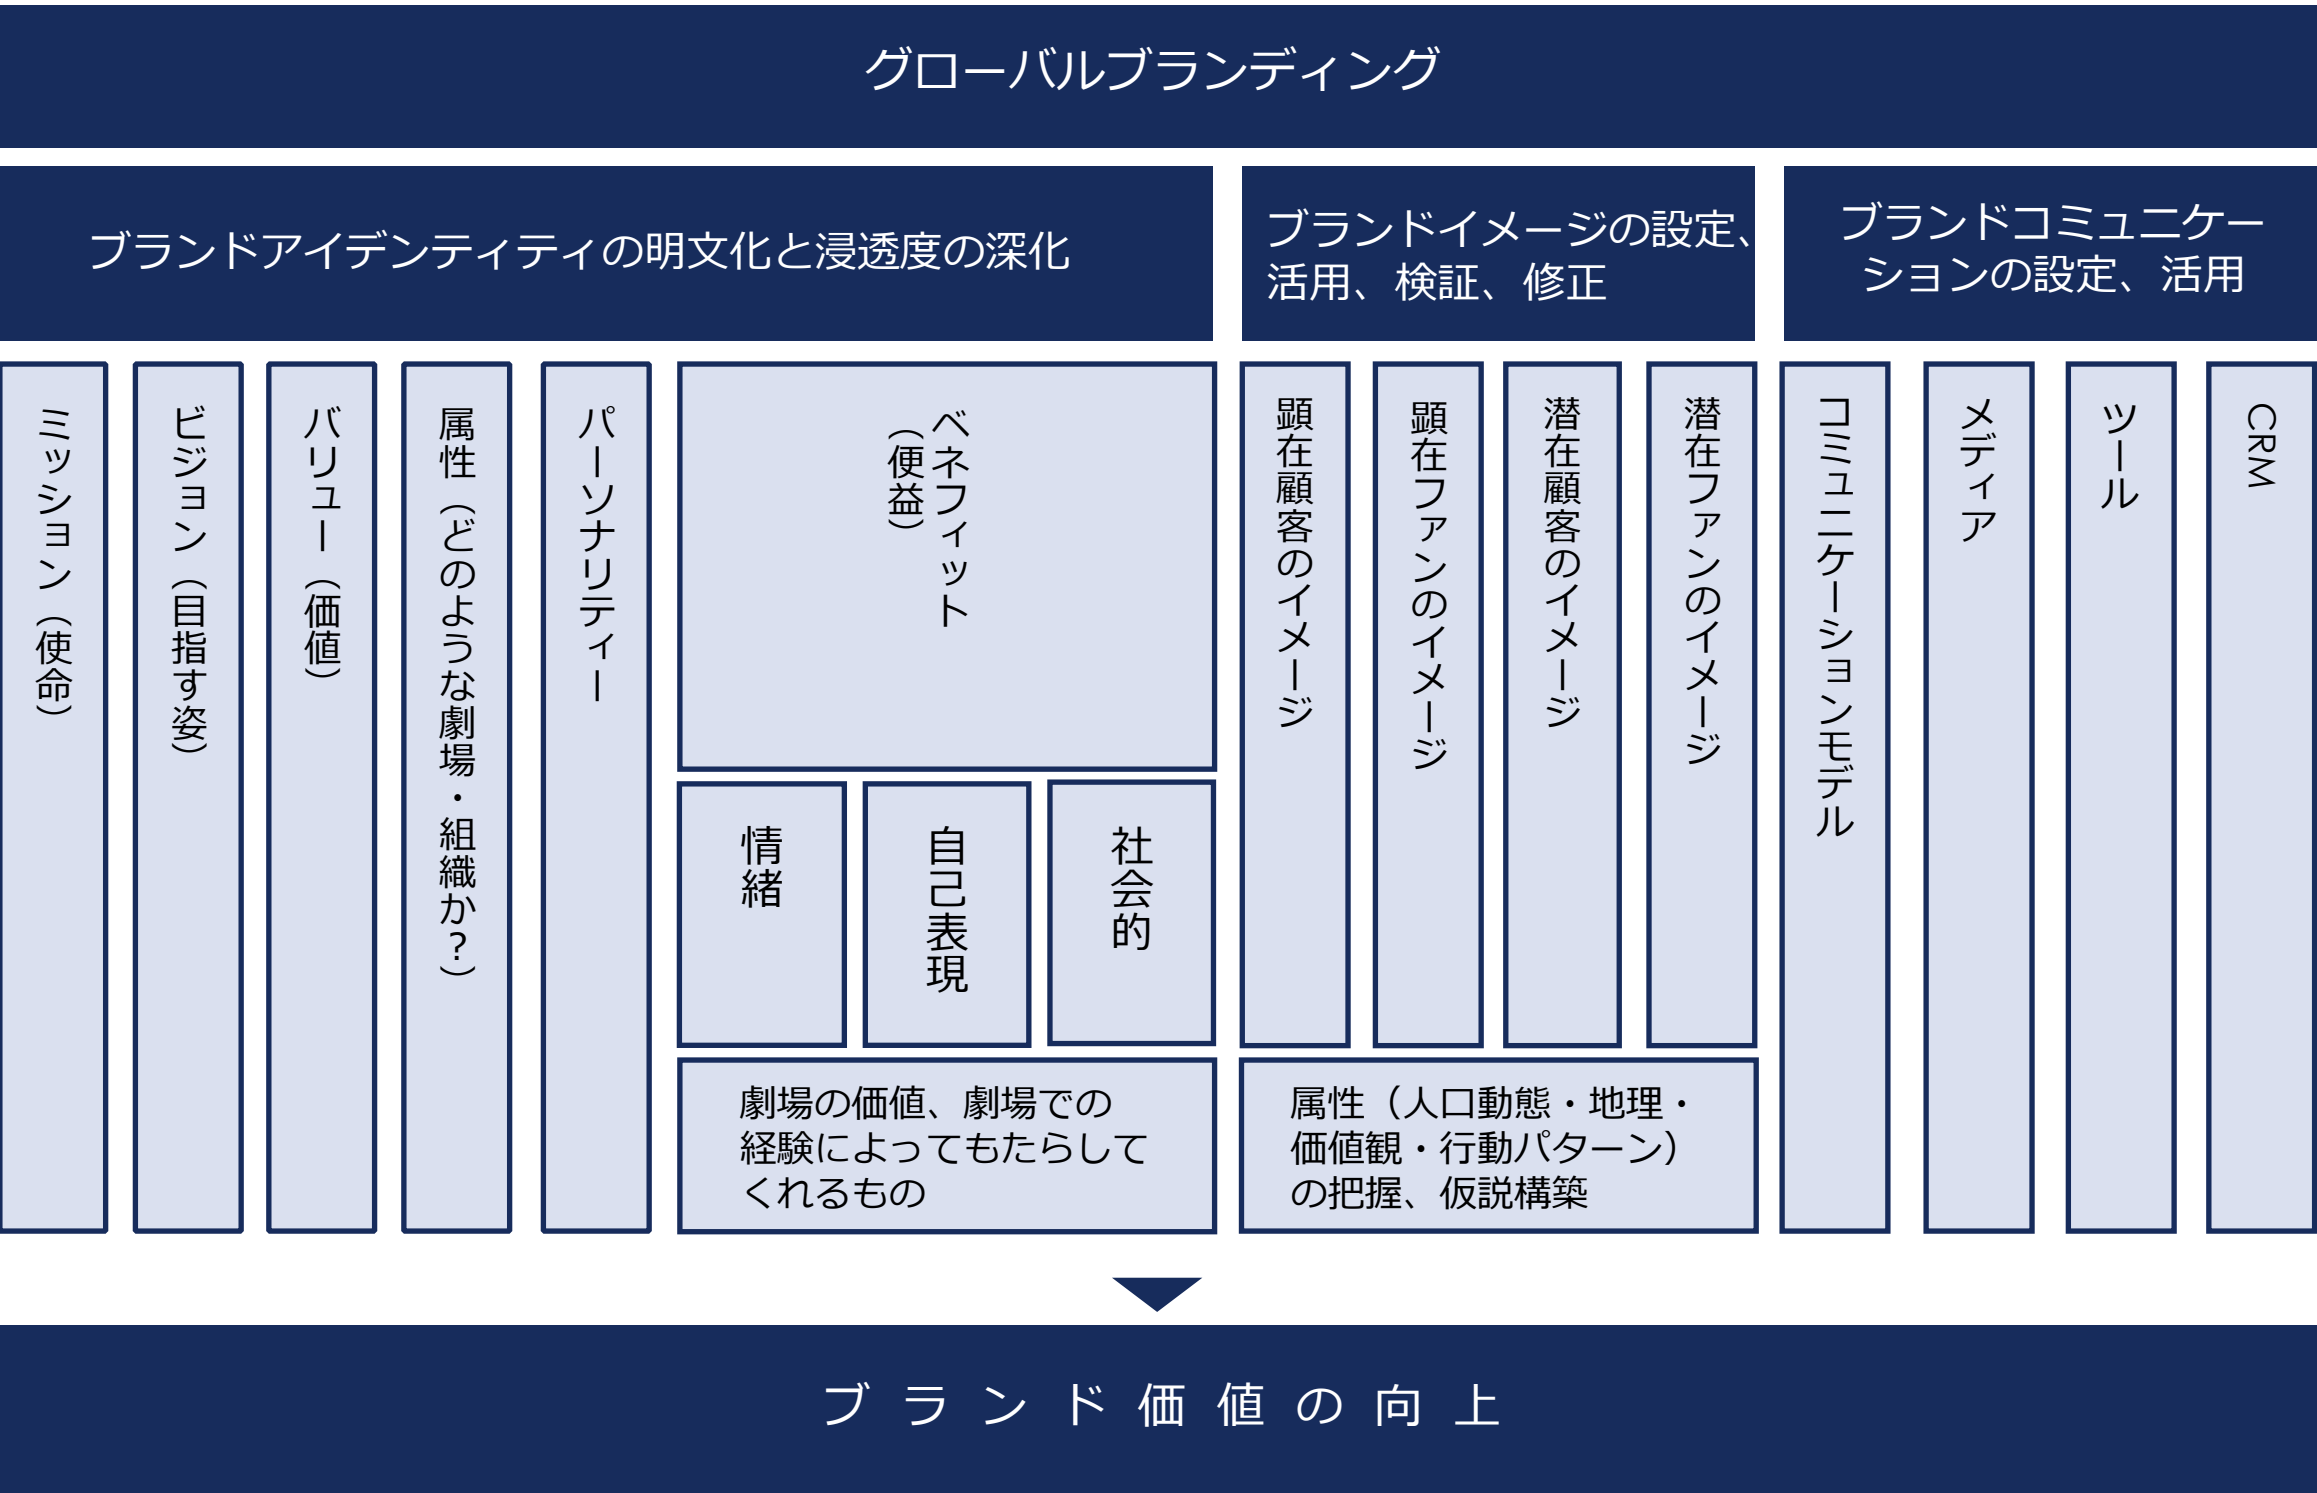 グローバルブランディング
ブランドアイデンティティの明文化と浸透度の深化
ブランドイメージの設定、
活用、検証、修正
ブランドコミュニケー
ションの設定、活用
ミッション（使命）
ビジョン（目指す姿）
バリュー（価値）
属性（どのような劇場・組織か？）
パーソナリティー
ベネフィット
（便益）
情緒
自己表現
社会的
劇場の価値、劇場での
経験によってもたらして
くれるもの
顕在顧客のイメージ
顕在ファンのイメージ
潜在顧客のイメージ
潜在ファンのイメージ
属性（人口動態・地理・
価値観・行動パターン）
の把握、仮説構築
コミュニケーションモデル
メディア
ツール
CRM
ブランド価値の向上